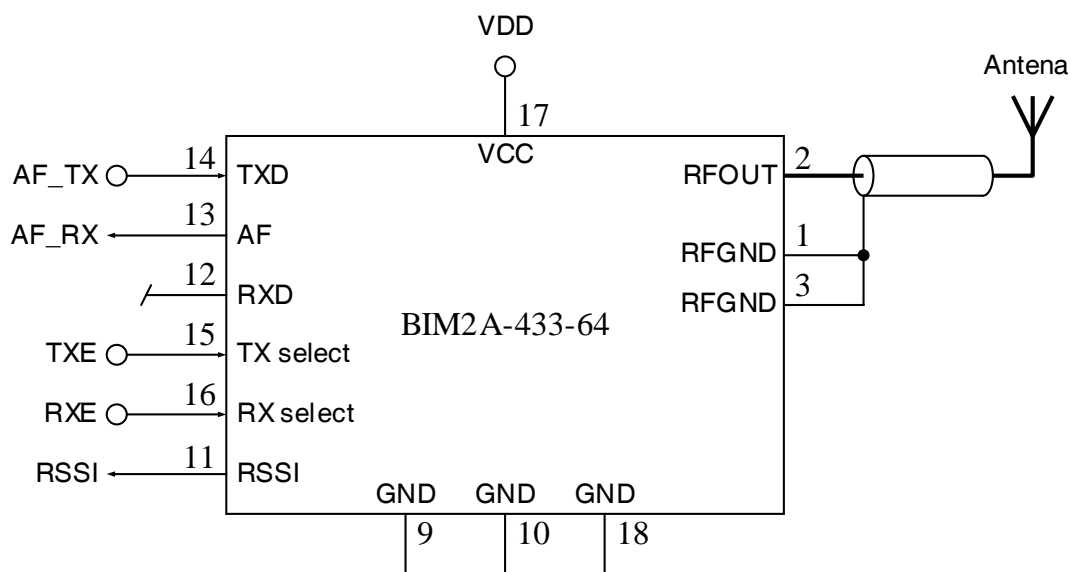 VDD
Antena
17
VCC
AF_TX 14 TXD
RFOUT 2
AF_RX 13 AF
RFGND 1
12 RXD
RFGND 3
BIM2A-433-64
TXE 15 TX select
RXE 16 RX select
RSSI 11 RSSI
GND GND GND
9 10 18